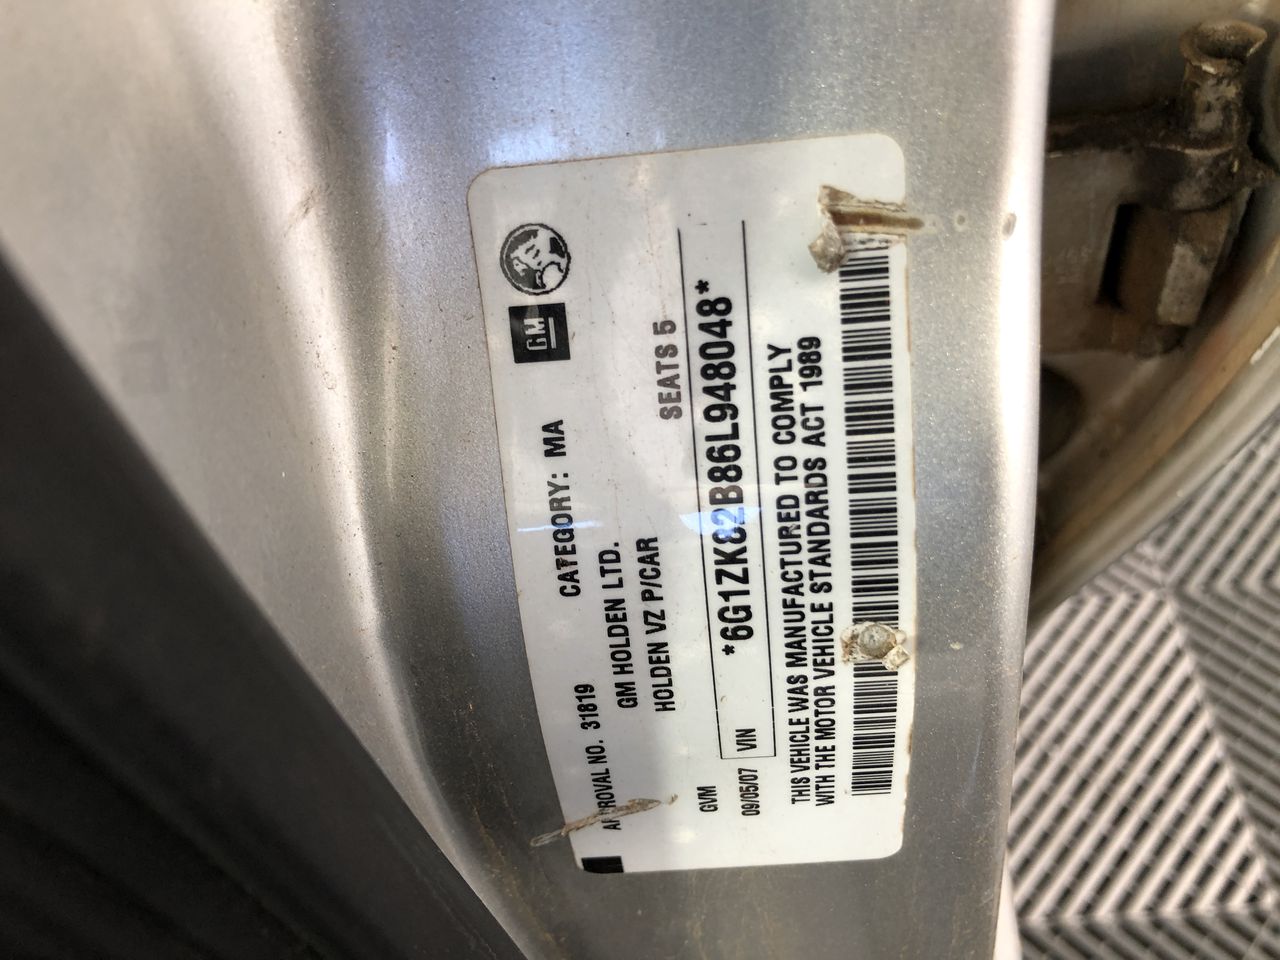 GM
APPROVAL NO. 31819 CATEGORY: MA
GM HOLDEN LTD.
HOLDEN VZ P/CAR SEATS 5
GVM
09/05/07 VIN *6G1ZK82B86L948048*
THIS VEHICLE WAS MANUFACTURED TO COMPLY
WITH THE MOTOR VEHICLE STANDARDS ACT 1989